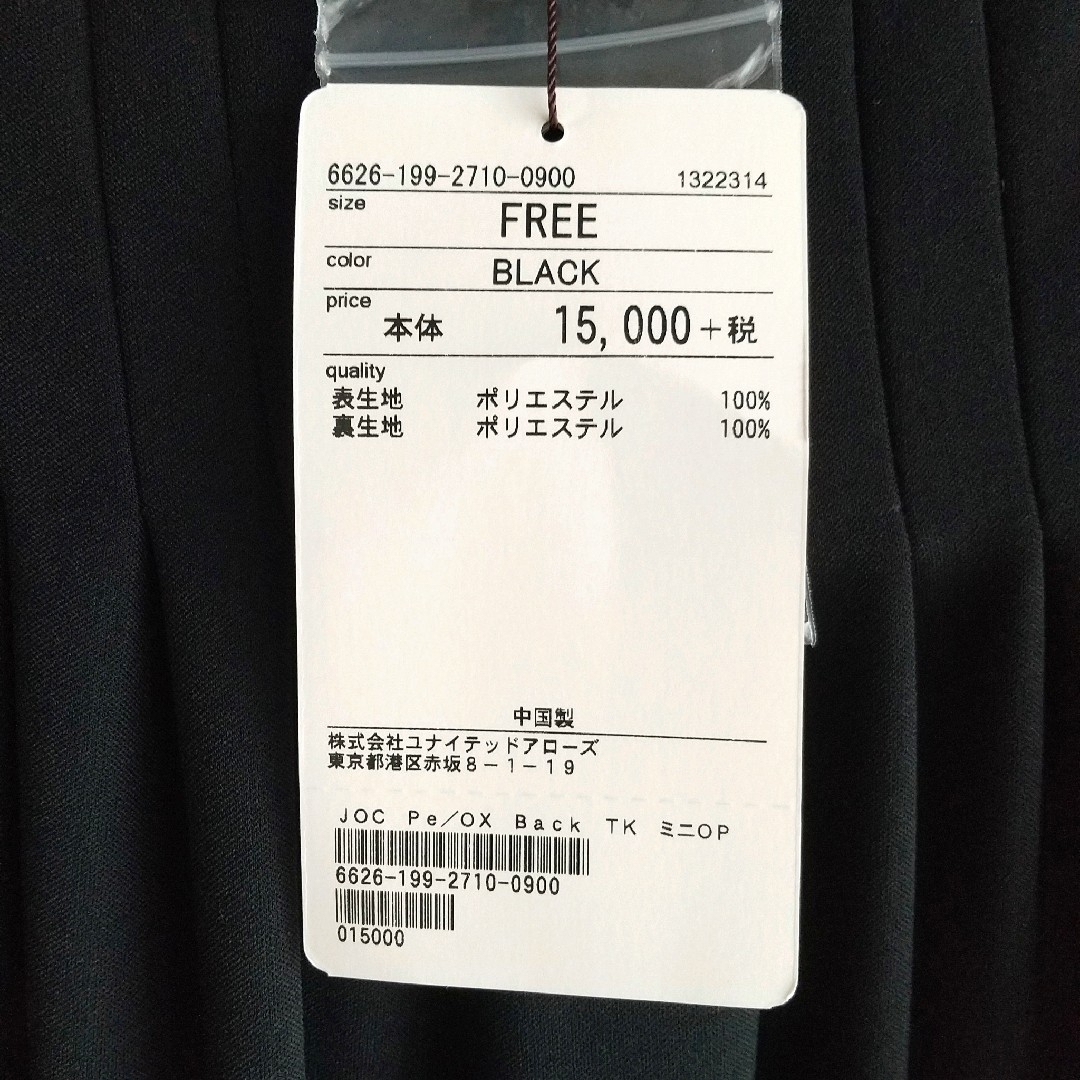 6626-199-2710-0900 1322314
size FREE
color BLACK
price 本体 15,000+税
quality
表生地 ポリエステル 100%
裏生地 ポリエステル 100%
中国製
株式会社ユナイテッドアローズ
東京都港区赤坂8-1-19
JOC Pe/OX Back TK ミニOP
6626-199-2710-0900
015000